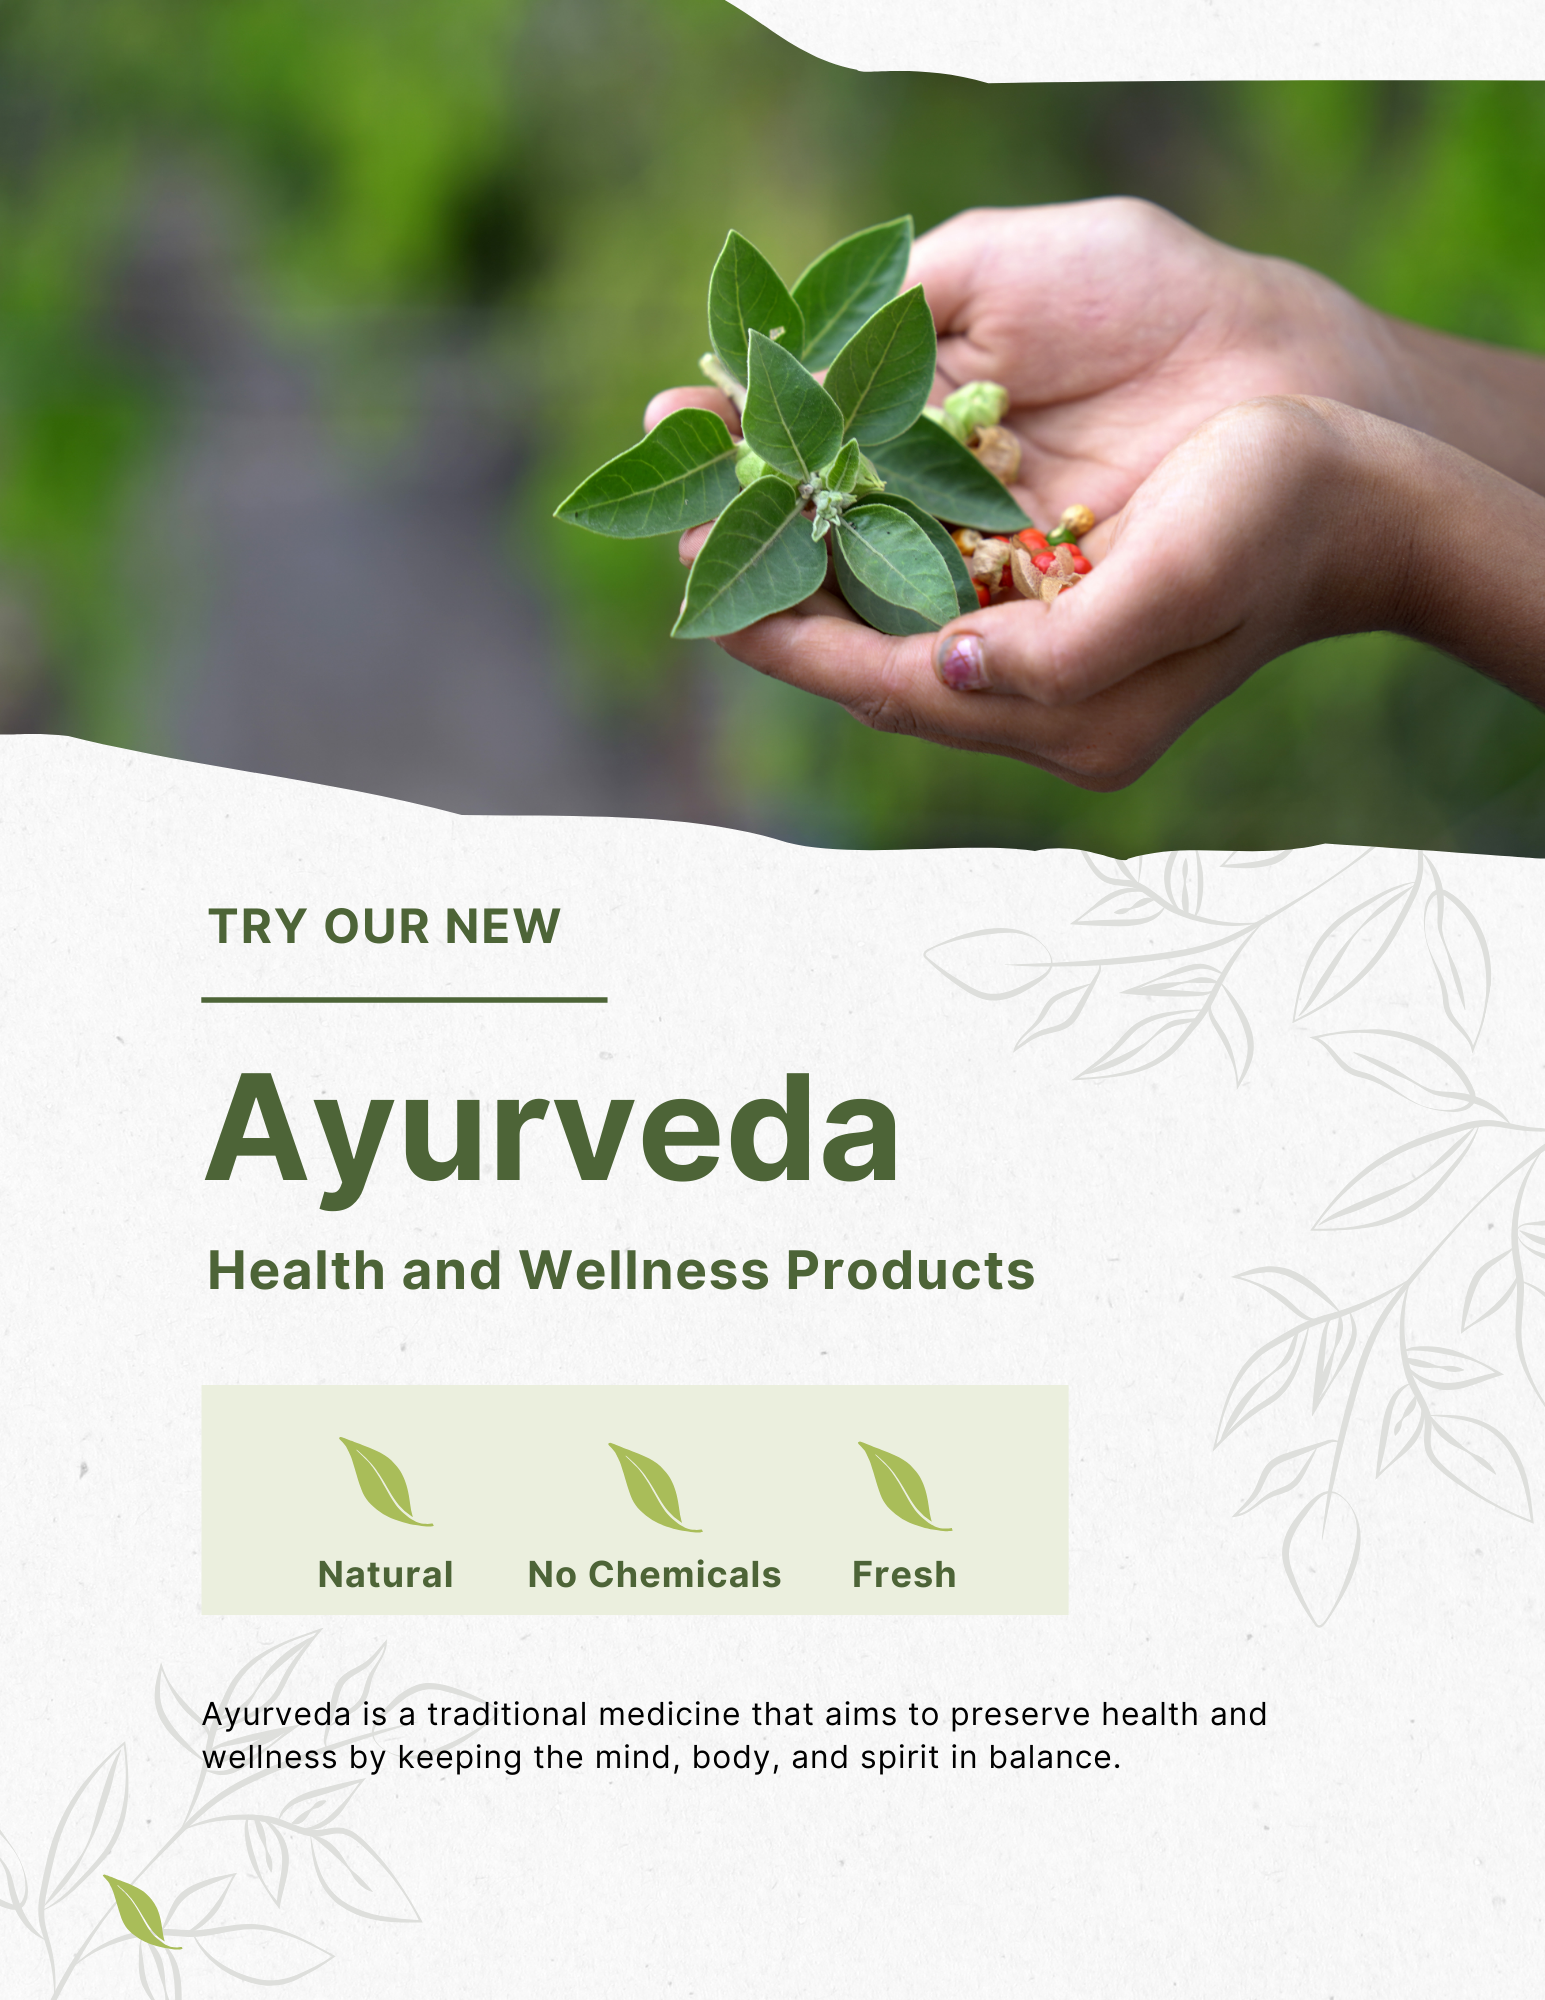 TRY OUR NEW
Ayurveda
Health and Wellness Products
Natural
No Chemicals
Fresh
Ayurveda is a traditional medicine that aims to preserve health and
wellness by keeping the mind, body, and spirit in balance.